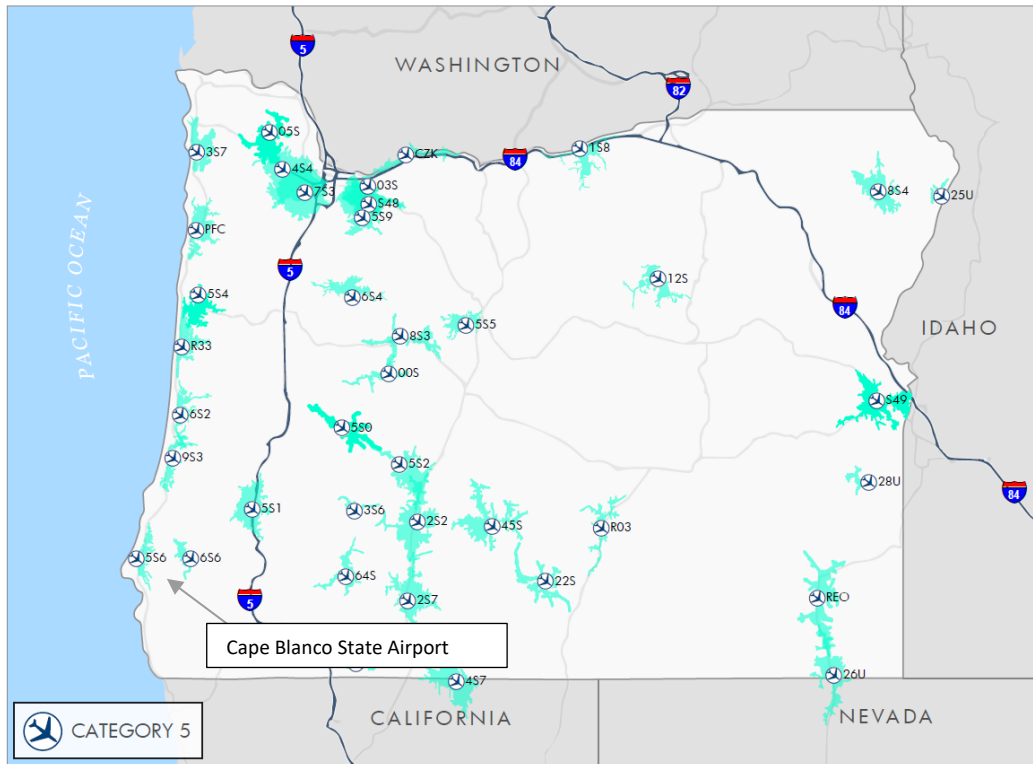 5
WASHINGTON
82
05S
3S7
CZK
84
1S8
4S4
7S3
03S
S48
5S9
8S4
25U
PFC
PACIFIC OCEAN
5
5S4
6S4
12S
84
5S5
8S3
IDAHO
R33
00S
S49
6S2
5S0
9S3
5S2
28U
84
5S1
3S6
2S2
45S
R03
5S6
6S6
64S
22S
5
2S7
REO
Cape Blanco State Airport
4S7
26U
CALIFORNIA
NEVADA
CATEGORY 5